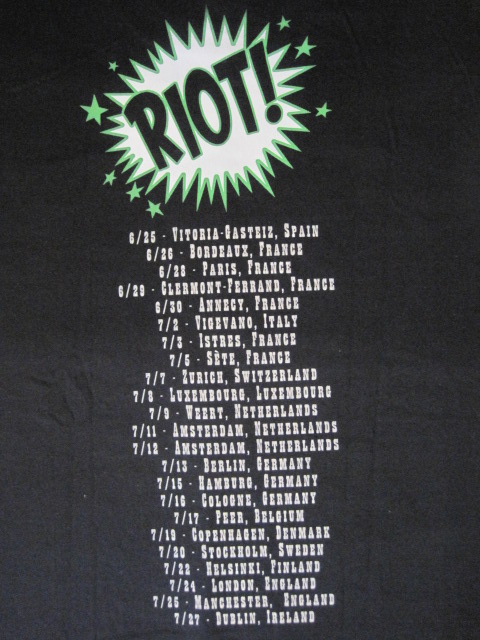 RIOT!
6/25 - Vitoria-Gasteiz, Spain
6/26 - Bordeaux, France
6/28 - Paris, France
6/29 - Clermont-Ferrand, France
6/30 - Annecy, France
7/2 - Vigevano, Italy
7/3 - Istres, France
7/5 - Sète, France
7/7 - Zurich, Switzerland
7/8 - Luxembourg, Luxembourg
7/9 - Weert, Netherlands
7/11 - Amsterdam, Netherlands
7/12 - Amsterdam, Netherlands
7/13 - Berlin, Germany
7/15 - Hamburg, Germany
7/16 - Cologne, Germany
7/17 - Peer, Belgium
7/19 - Copenhagen, Denmark
7/20 - Stockholm, Sweden
7/22 - Helsinki, Finland
7/24 - London, England
7/25 - Manchester, England
7/27 - Dublin, Ireland